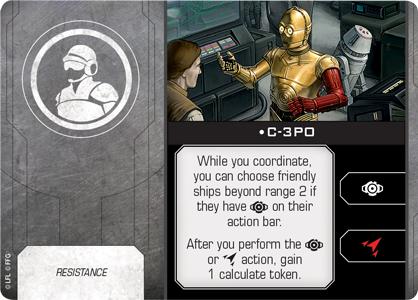 •C-3PO
While you coordinate,
you can choose friendly
ships beyond range 2 if
they have on their
action bar.
After you perform the
or action, gain
1 calculate token.
RESISTANCE
© LFL © FFG